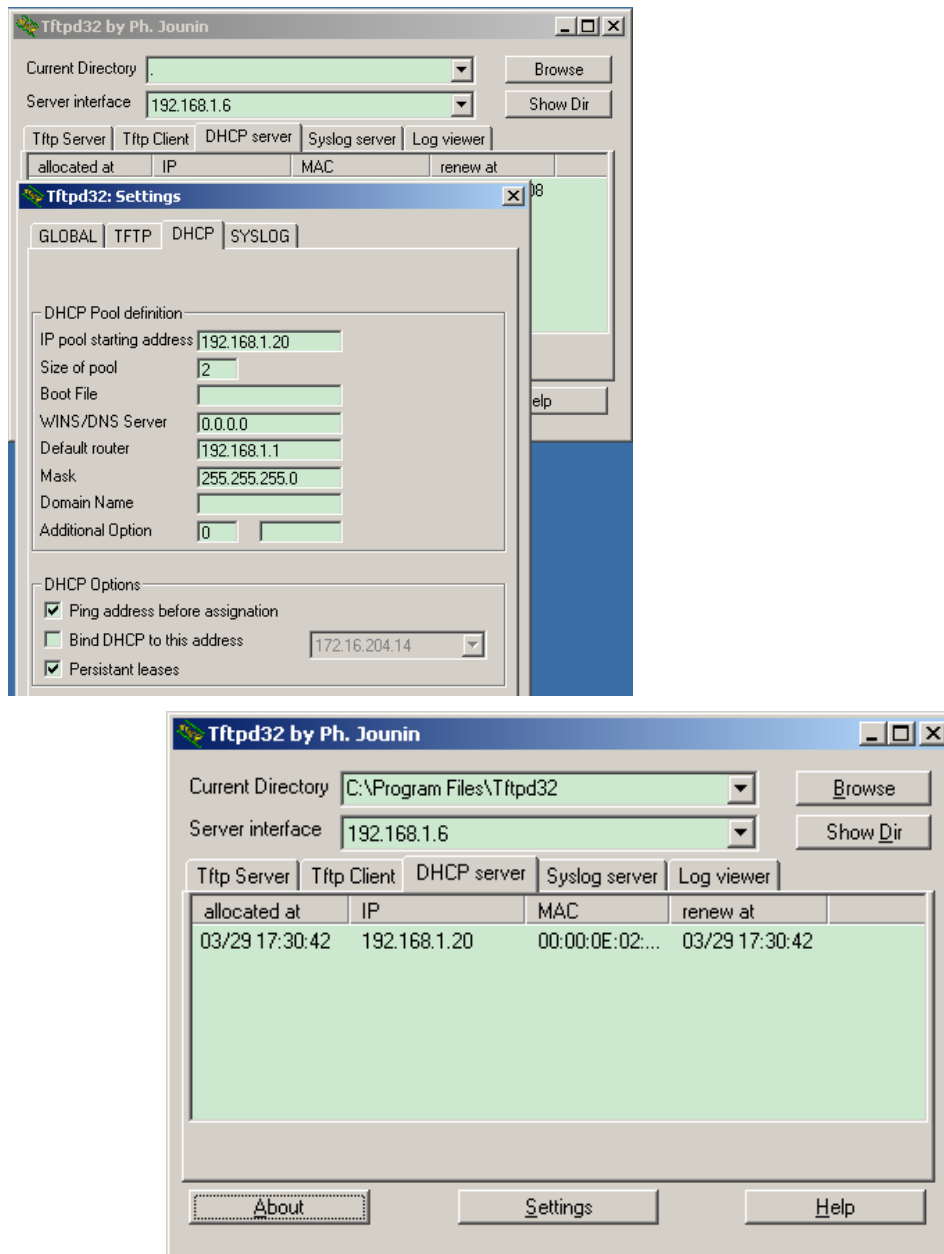 Tftpd32 by Ph. Jounin
Current Directory .
Browse
Server interface 192.168.1.6
Show Dir
Tftp Server Tftp Client DHCP server Syslog server Log viewer
allocated at IP MAC renew at
08
Tftpd32: Settings
GLOBAL TFTP DHCP SYSLOG
DHCP Pool definition
IP pool starting address 192.168.1.20
Size of pool 2
Boot File
elp
WINS/DNS Server 0.0.0.0
Default router 192.168.1.1
Mask 255.255.255.0
Domain Name
Additional Option 0
DHCP Options
Ping address before assignation
Bind DHCP to this address 172.16.204.14
Persistant leases
Tftpd32 by Ph. Jounin
Current Directory C:\Program Files\Tftpd32
Browse
Server interface 192.168.1.6
Show Dir
Tftp Server Tftp Client DHCP server Syslog server Log viewer
allocated at IP MAC renew at
03/29 17:30:42 192.168.1.20 00:00:0E:02:... 03/29 17:30:42
About Settings Help